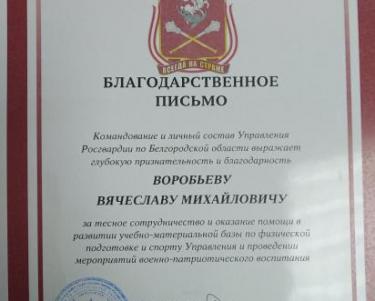 ВСЕГДА НА СТРАЖЕ
БЛАГОДАРСТВЕННОЕ
ПИСЬМО
Командование и личный состав Управления
Росгвардии по Белгородской области выражает
глубокую признательность и благодарность
ВОРОБЬЕВУ
ВЯЧЕСЛАВУ МИХАЙЛОВИЧУ
за тесное сотрудничество и оказание помощи в
развитии учебно-материальной базы по физической
подготовке и спорту Управления и проведении
мероприятий военно-патриотического воспитания